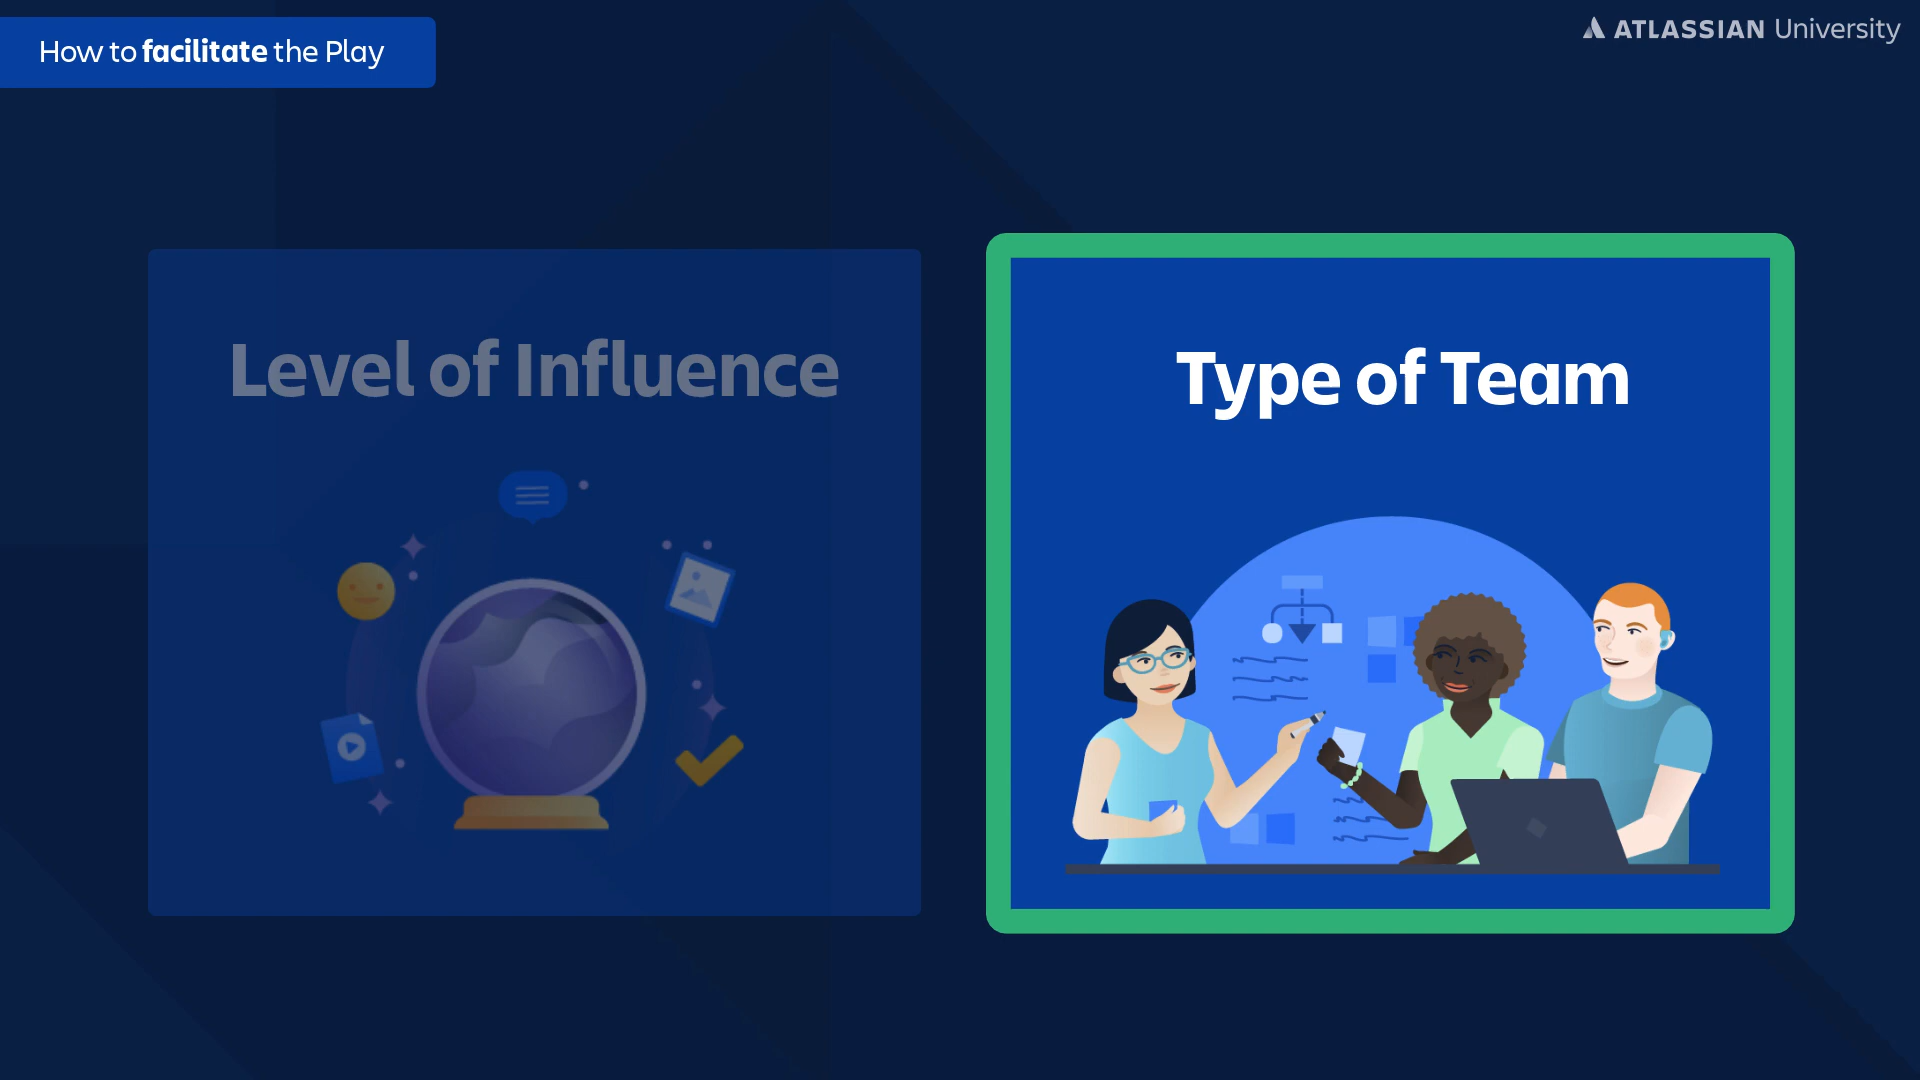 How to facilitate the Play
ATLASSIAN University
Level of Influence
Type of Team